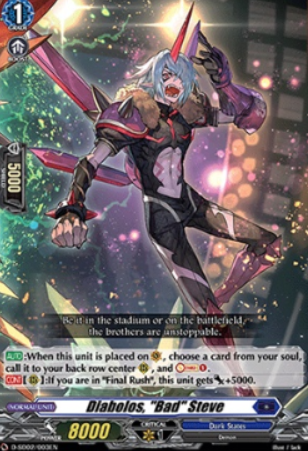 1
GRADE
BOOST
5000
Be it in the stadium or on the battlefield,
the brothers are unstoppable.
AUTO :When this unit is placed on , choose a card from your soul,
call it to your back row center , and .
CONT [ ]:If you are in "Final Rush", this unit gets +5000.
NORMAL UNIT
Diabolos, "Bad" Steve
POWER 8000
CRITICAL
1
Dark States
Demon